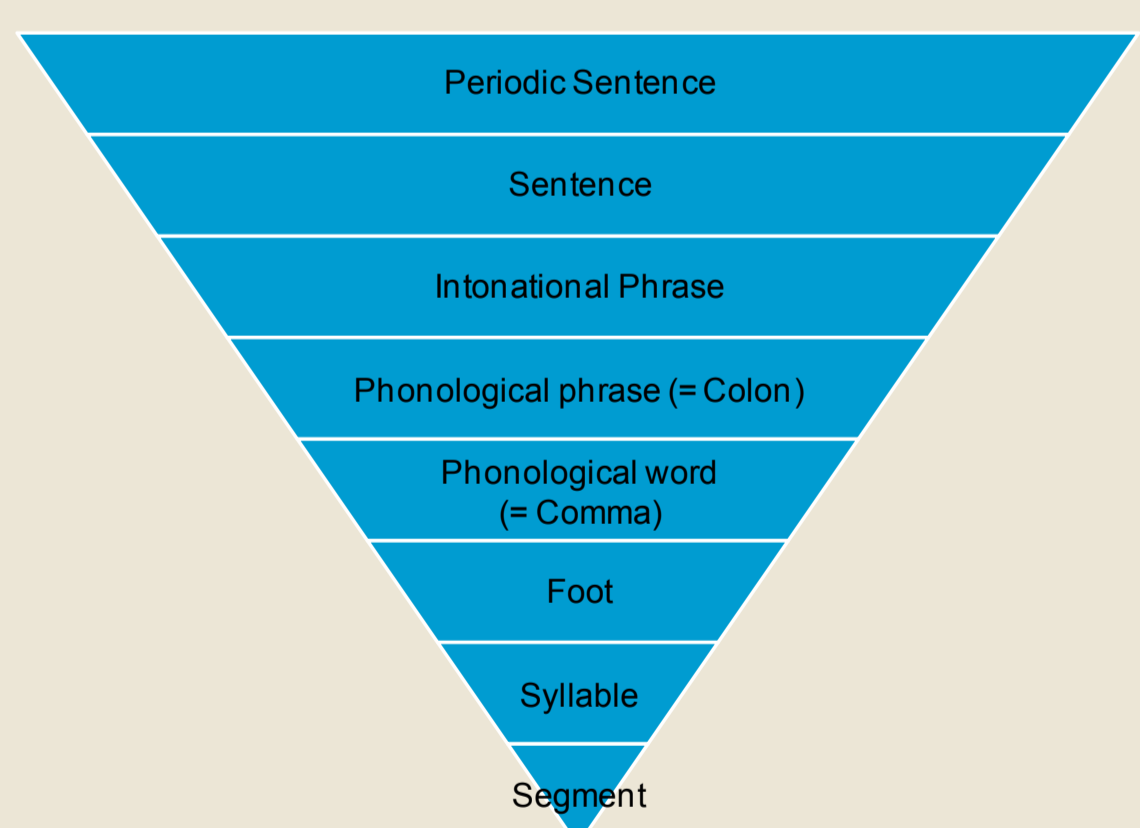 Periodic Sentence
Sentence
Intonational Phrase
Phonological phrase (= Colon)
Phonological word
(= Comma)
Foot
Syllable
Segment